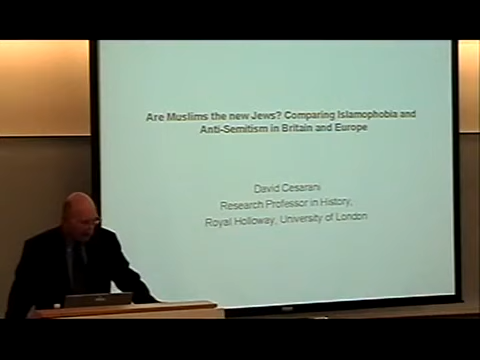 Are Muslims the new Jews? Comparing Islamophobia and
Anti-Semitism in Britain and Europe
David Cesarani
Research Professor in History,
Royal Holloway, University of London